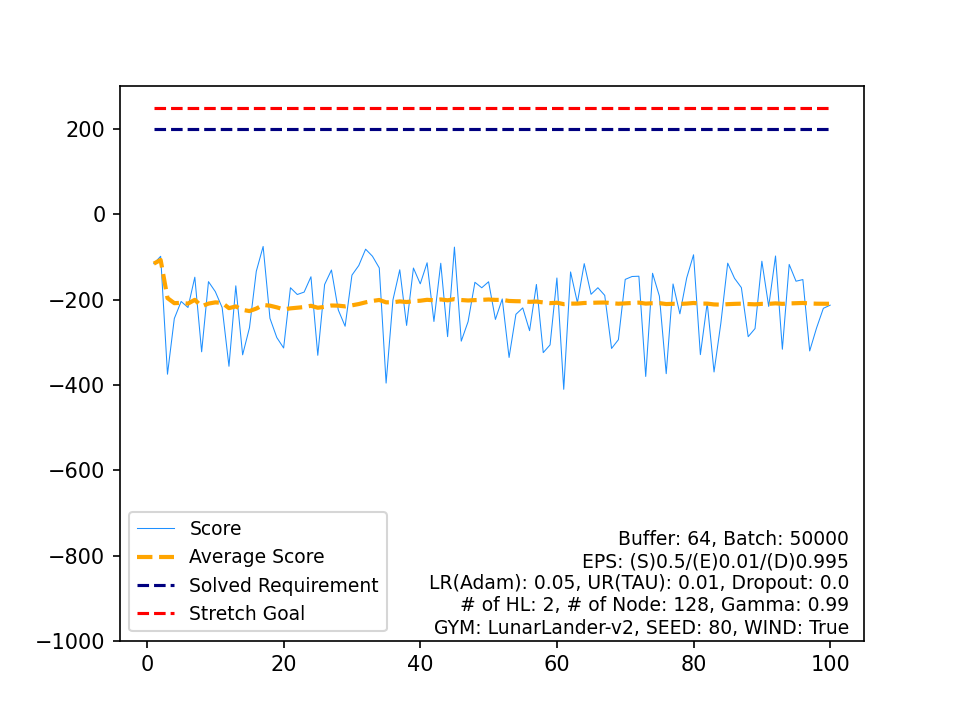 200
0
−200
−400
−600
−800
−1000
0 20 40 60 80 100
Score
Average Score
Solved Requirement
Stretch Goal
Buffer: 64, Batch: 50000
EPS: (S)0.5/(E)0.01/(D)0.995
LR(Adam): 0.05, UR(TAU): 0.01, Dropout: 0.0
# of HL: 2, # of Node: 128, Gamma: 0.99
GYM: LunarLander-v2, SEED: 80, WIND: True